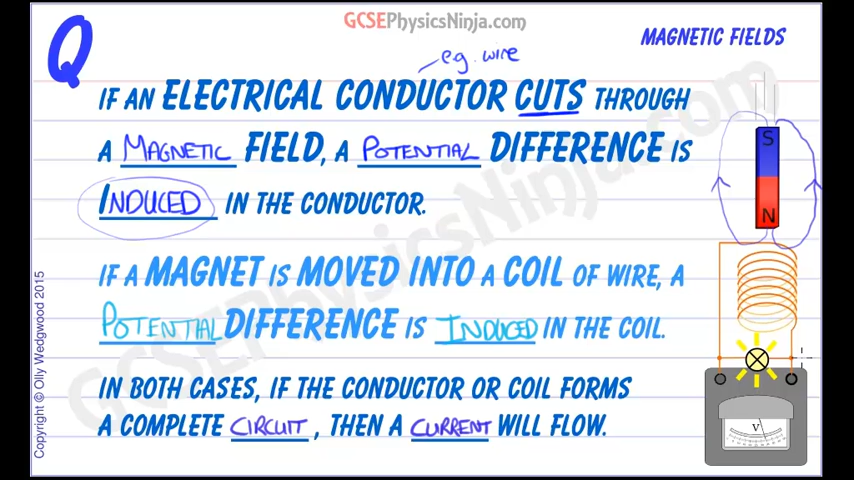 GCSEPhysicsNinja.com
Q
MAGNETIC FIELDS
e.g. wire
IF AN ELECTRICAL CONDUCTOR CUTS THROUGH
A MAGNETIC FIELD, A POTENTIAL DIFFERENCE IS
INDUCED IN THE CONDUCTOR.
IF A MAGNET IS MOVED INTO A COIL OF WIRE, A
POTENTIAL DIFFERENCE IS INDUCED IN THE COIL.
IN BOTH CASES, IF THE CONDUCTOR OR COIL FORMS
A COMPLETE CIRCUIT, THEN A CURRENT WILL FLOW.
S
N
V
Copyright © Olly Wedgwood 2015
GCSEPhysicsNinja.com